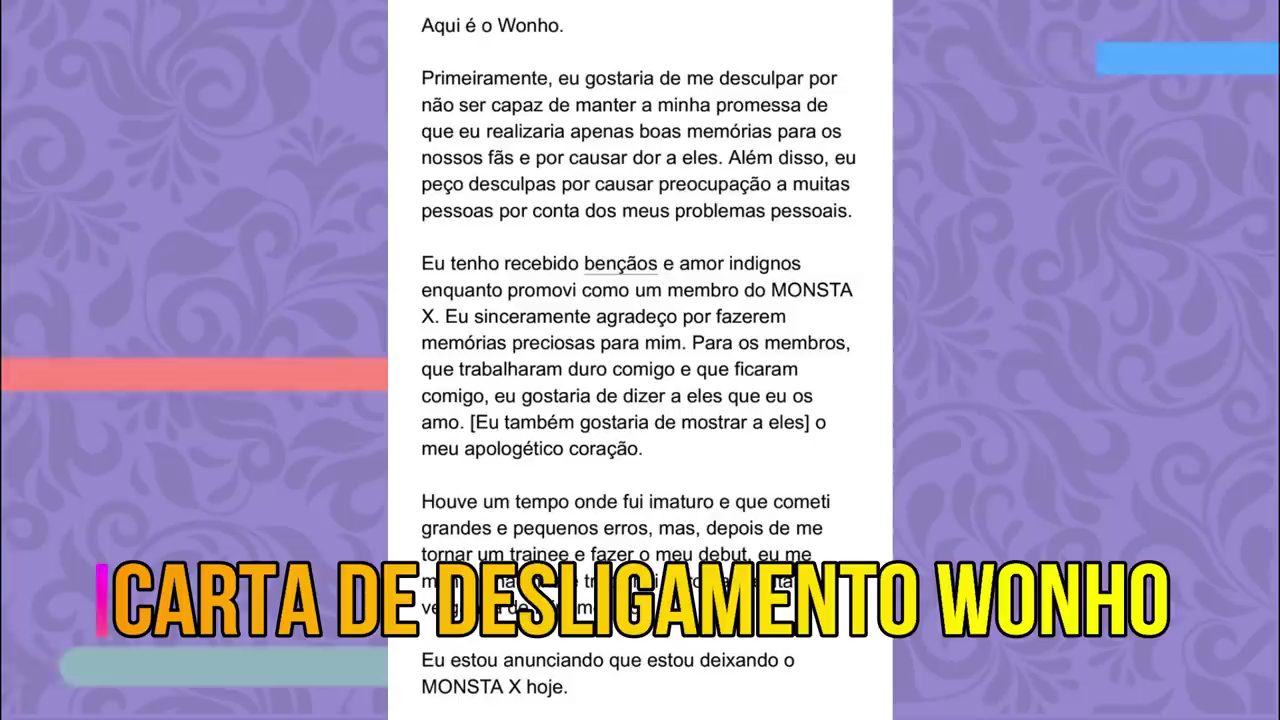 Aqui é o Wonho.
Primeiramente, eu gostaria de me desculpar por
não ser capaz de manter a minha promessa de
que eu realizaria apenas boas memórias para os
nossos fãs e por causar dor a eles. Além disso, eu
peço desculpas por causar preocupação a muitas
pessoas por conta dos meus problemas pessoais.
Eu tenho recebido bençãos e amor indignos
enquanto promovi como um membro do MONSTA
X. Eu sinceramente agradeço por fazerem
memórias preciosas para mim. Para os membros,
que trabalharam duro comigo e que ficaram
comigo, eu gostaria de dizer a eles que eu os
amo. [Eu também gostaria de mostrar a eles] o
meu apologético coração.
Houve um tempo onde fui imaturo e que cometi
grandes e pequenos erros, mas, depois de me
tornar um trainee e fazer o meu debut, eu me
CARTA DE DESLIGAMENTO WONHO
Eu estou anunciando que estou deixando o
MONSTA X hoje.